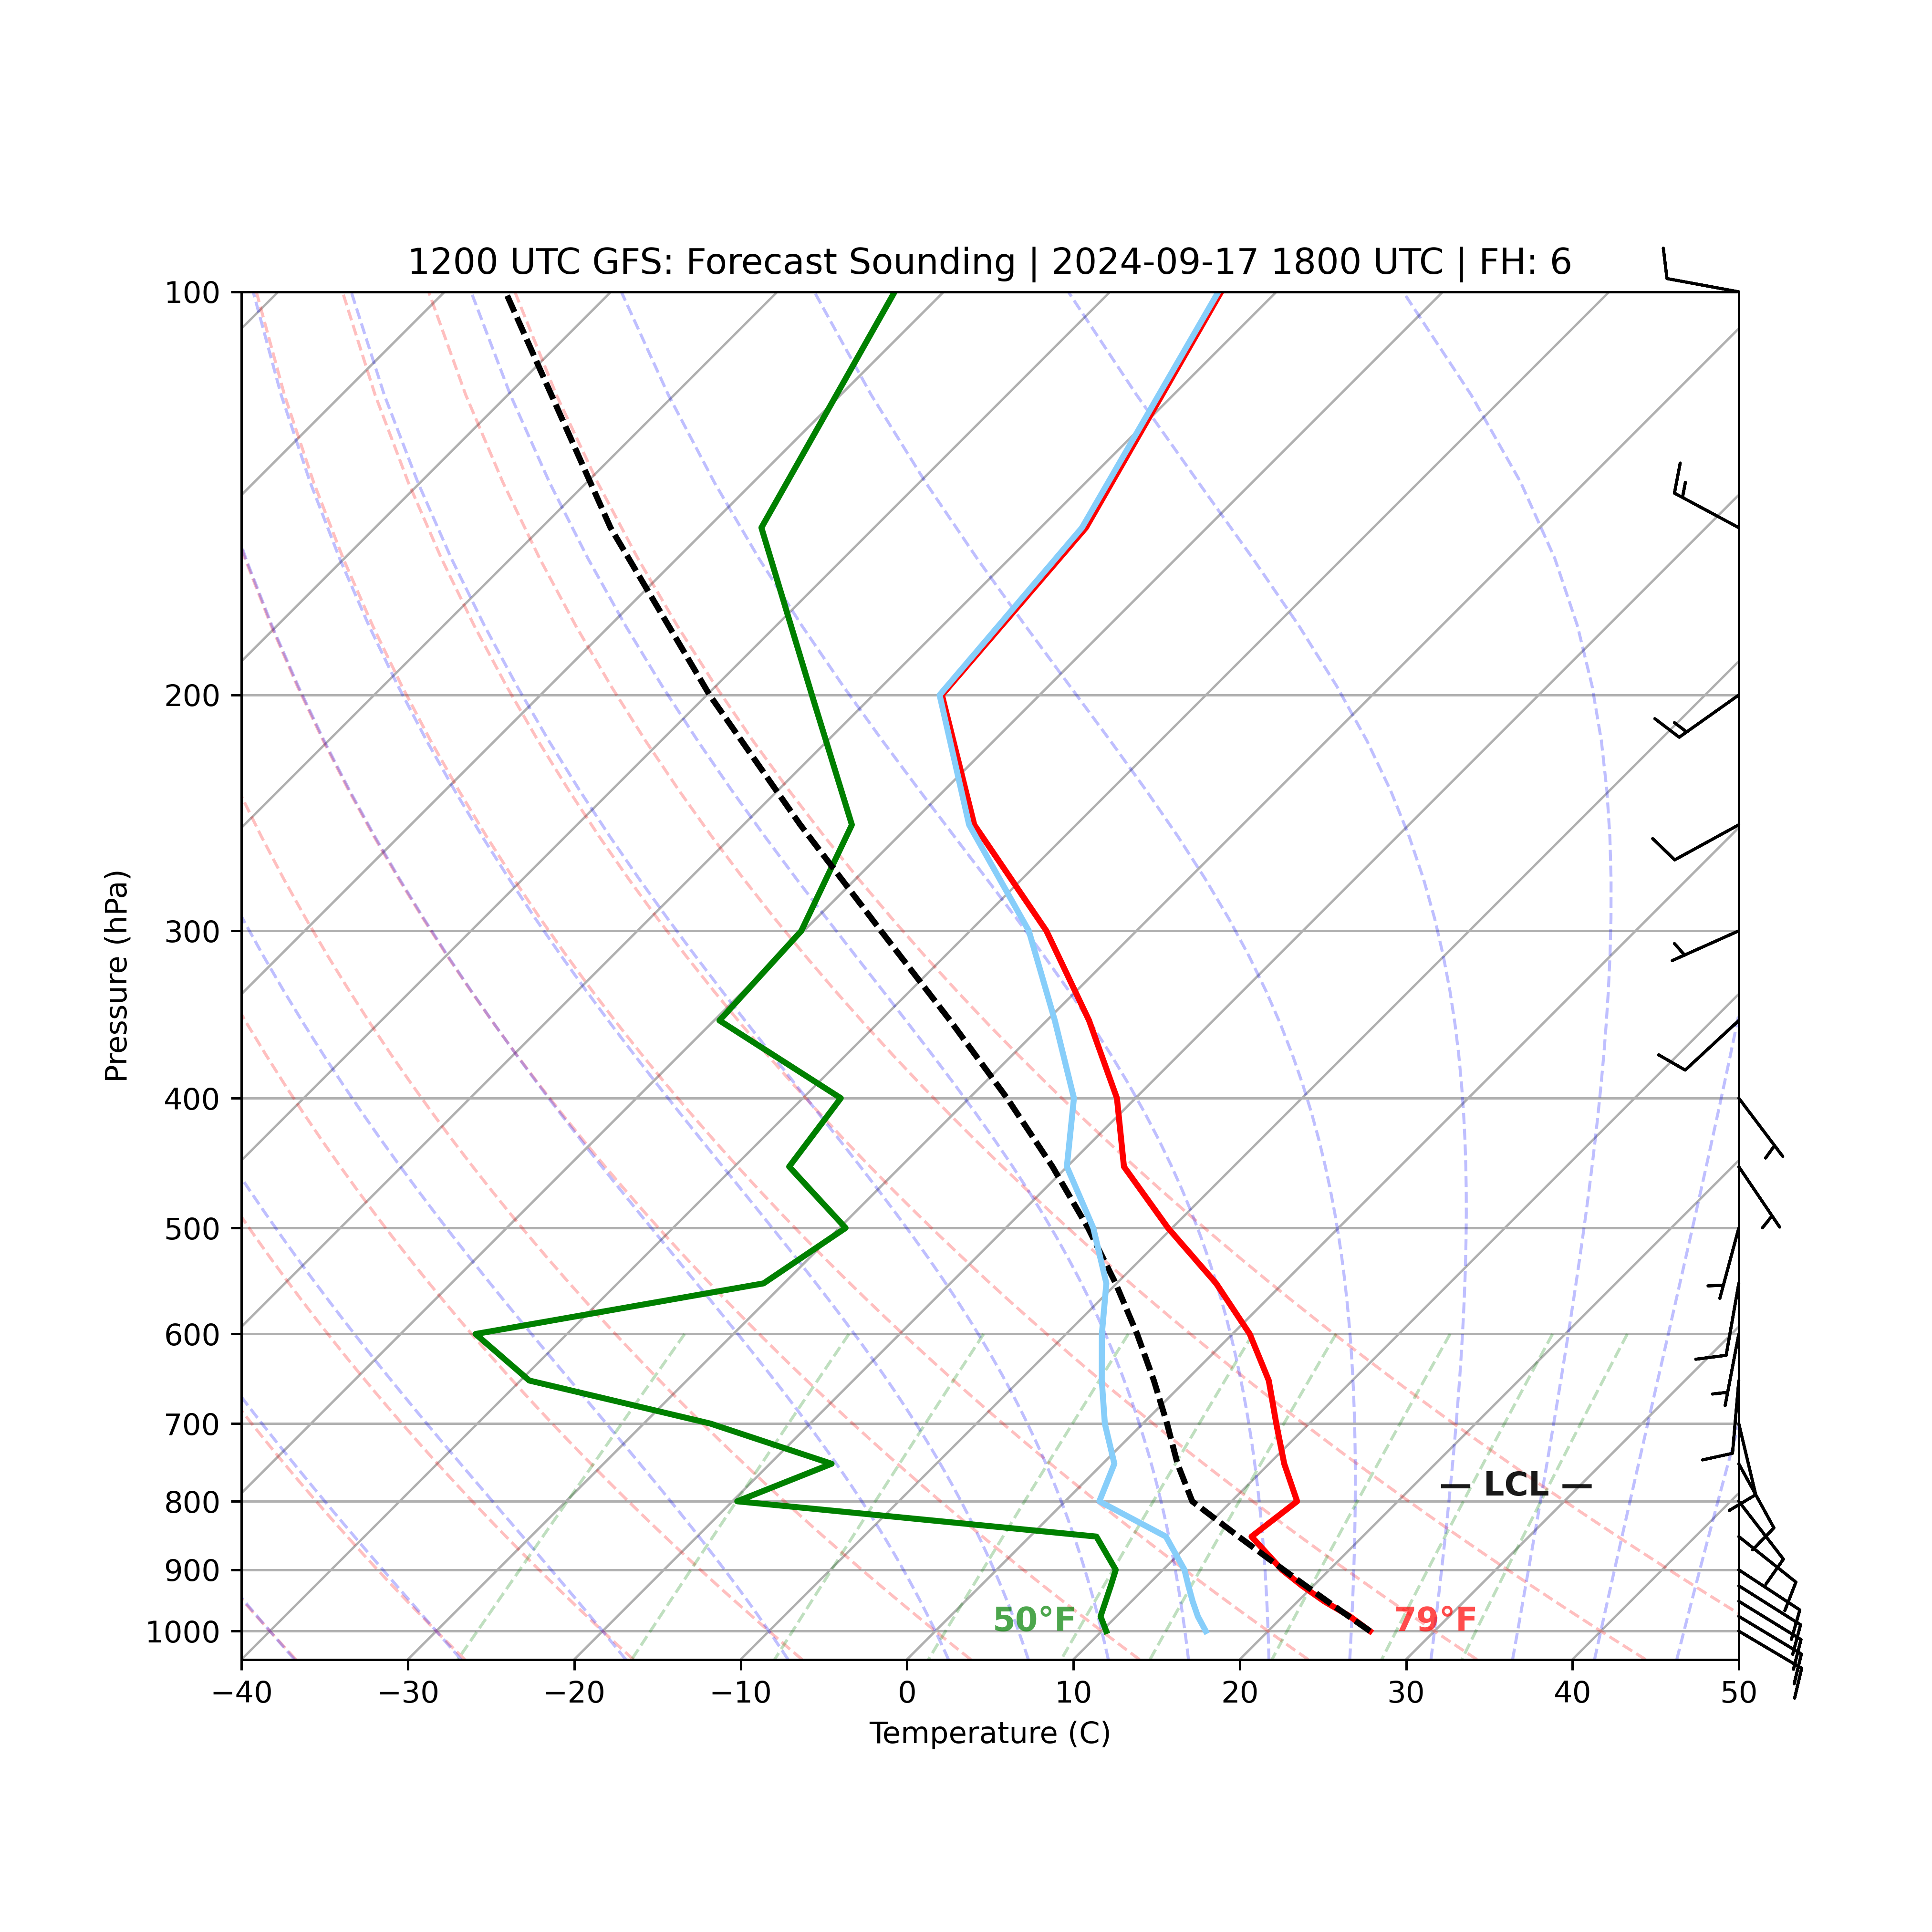 1200 UTC GFS: Forecast Sounding | 2024-09-17 1800 UTC | FH: 6
100
200
300
400
500
600
700
800
900
1000
Pressure (hPa)
— LCL —
50°F
79°F
−40 −30 −20 −10 0 10 20 30 40 50
Temperature (C)